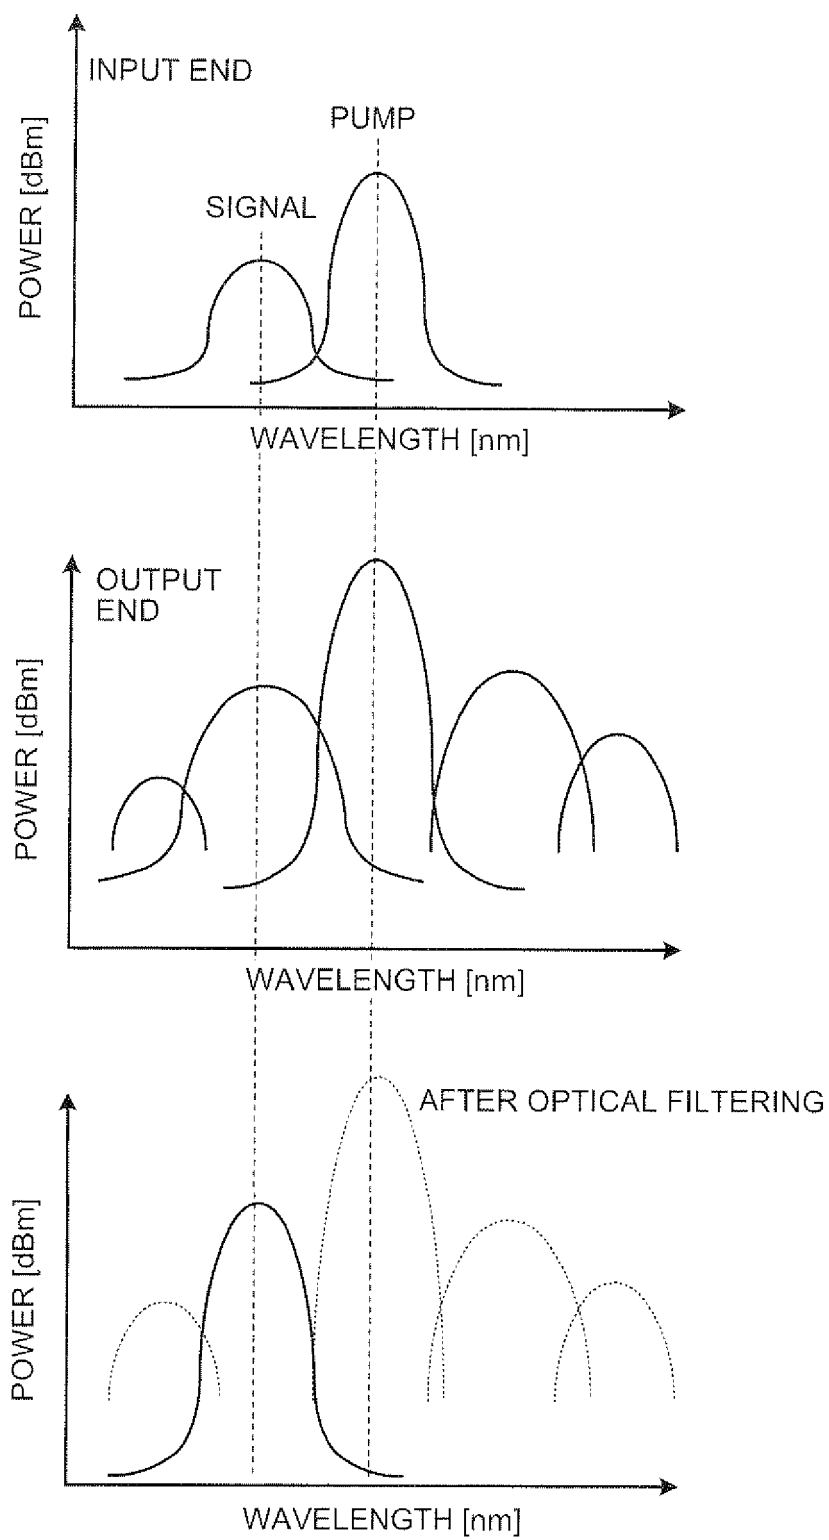 INPUT END
PUMP
SIGNAL
POWER [dBm]
WAVELENGTH [nm]
OUTPUT
END
POWER [dBm]
WAVELENGTH [nm]
AFTER OPTICAL FILTERING
POWER [dBm]
WAVELENGTH [nm]